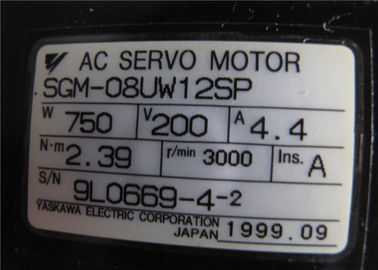 AC SERVO MOTOR
SGM-08UW12SP
W 750 V 200 A 4.4
N·m 2.39 r/min 3000 Ins. A
S/N 9L0669-4-2
YASKAWA ELECTRIC CORPORATION
JAPAN 1999.09